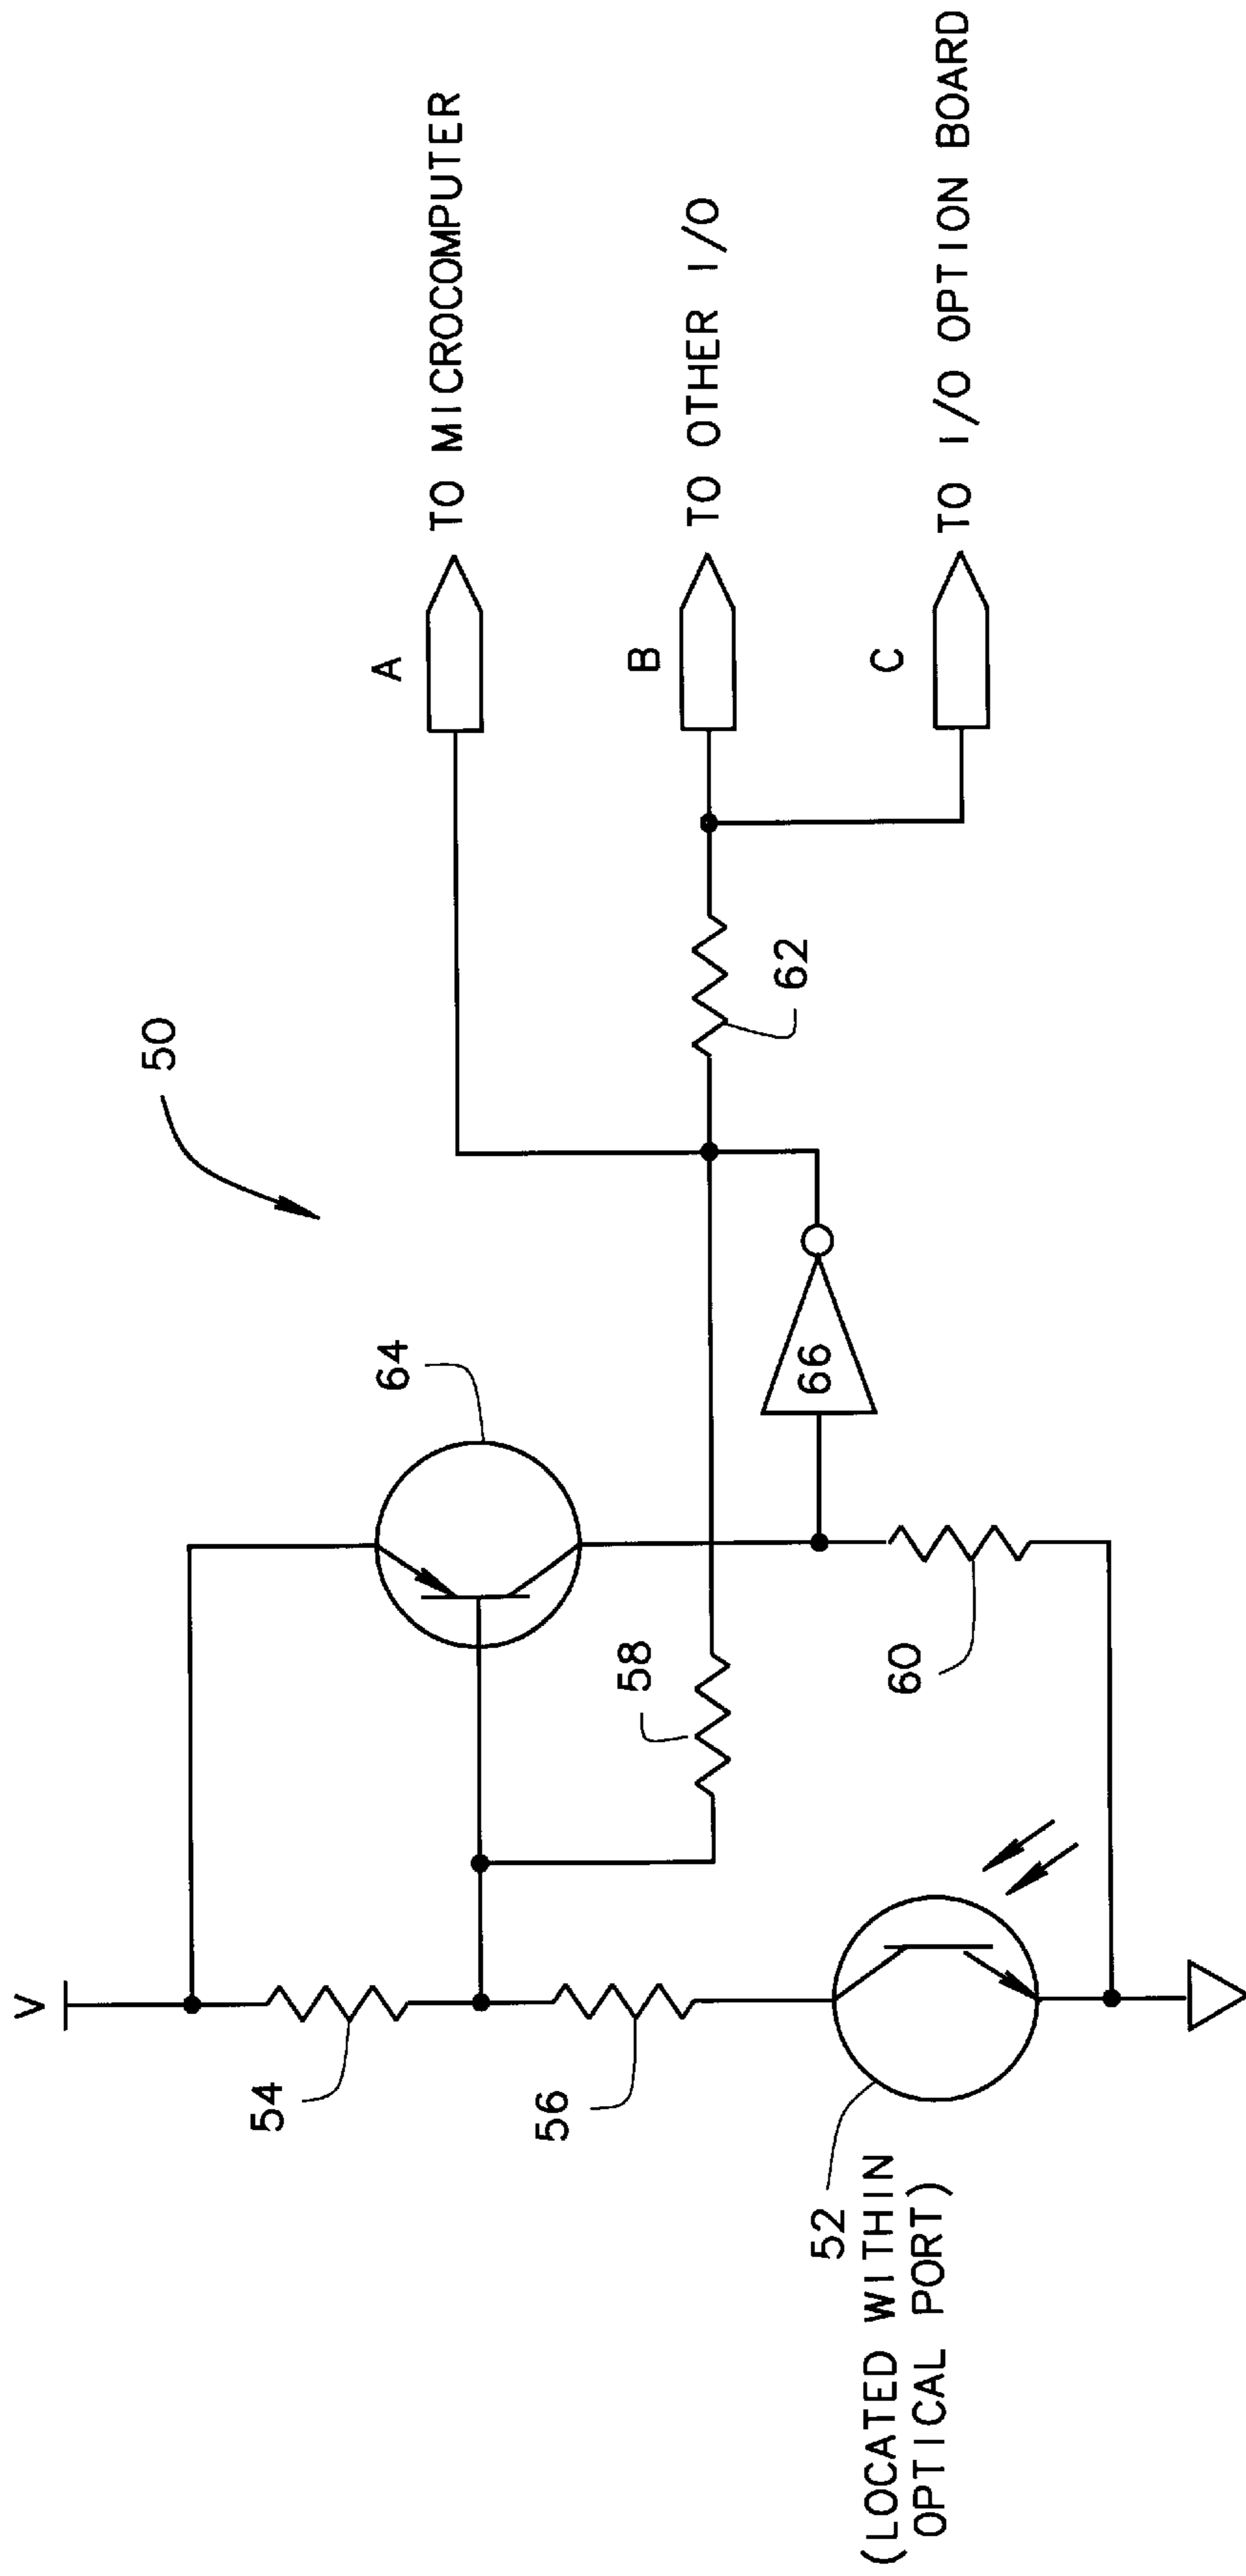 50
V
54
56
52
(LOCATED WITHIN
OPTICAL PORT)
64
58
60
66
62
A
TO MICROCOMPUTER
B
TO OTHER I/O
C
TO I/O OPTION BOARD